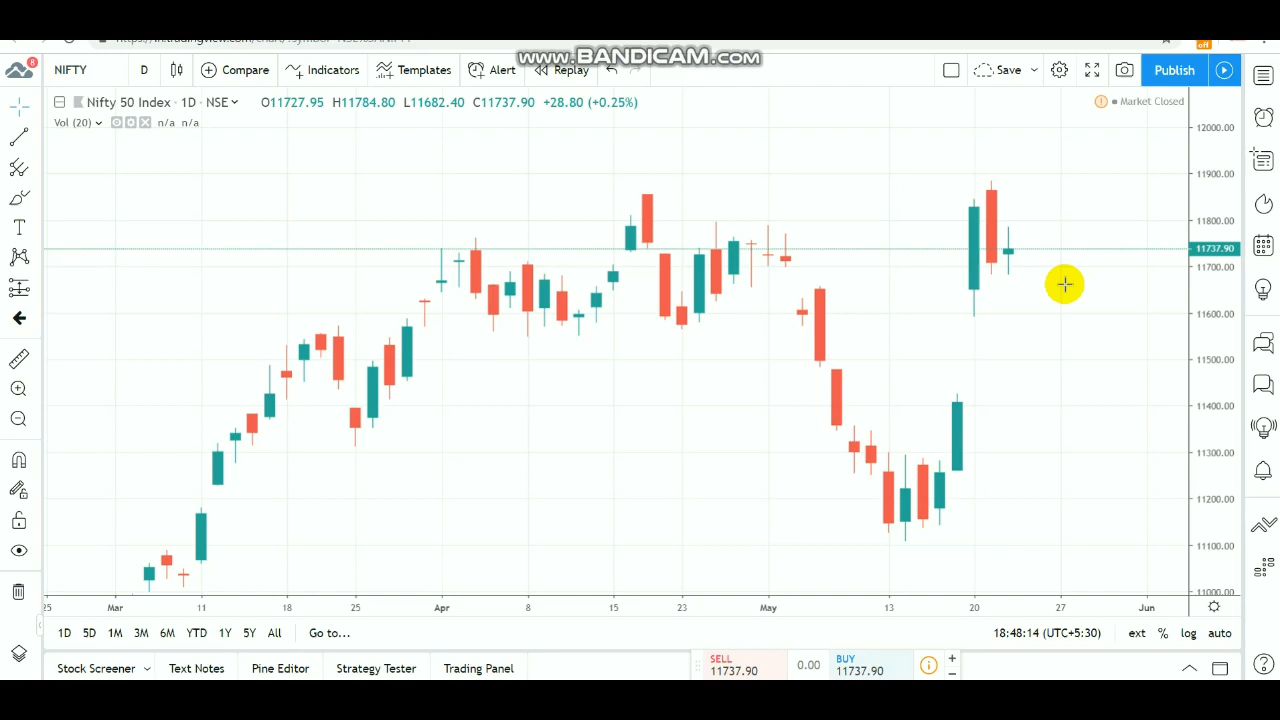 www.BANDICAM.com
8
NIFTY D Compare Indicators Templates Alert Replay Save Publish
off
Nifty 50 Index · 1D · NSE O11727.95 H11784.80 L11682.40 C11737.90 +28.80 (+0.25%)
Market Closed
Vol (20) n/a n/a
12000.00
11900.00
11800.00
11737.90
11700.00
11600.00
11500.00
11400.00
11300.00
11200.00
11100.00
11000.00
25 Mar 11 18 25 Apr 8 15 23 May 13 20 27 Jun
1D 5D 1M 3M 6M YTD 1Y 5Y All Go to... 18:48:14 (UTC+5:30) ext % log auto
Stock Screener Text Notes Pine Editor Strategy Tester Trading Panel
SELL 11737.90 0.00 BUY 11737.90